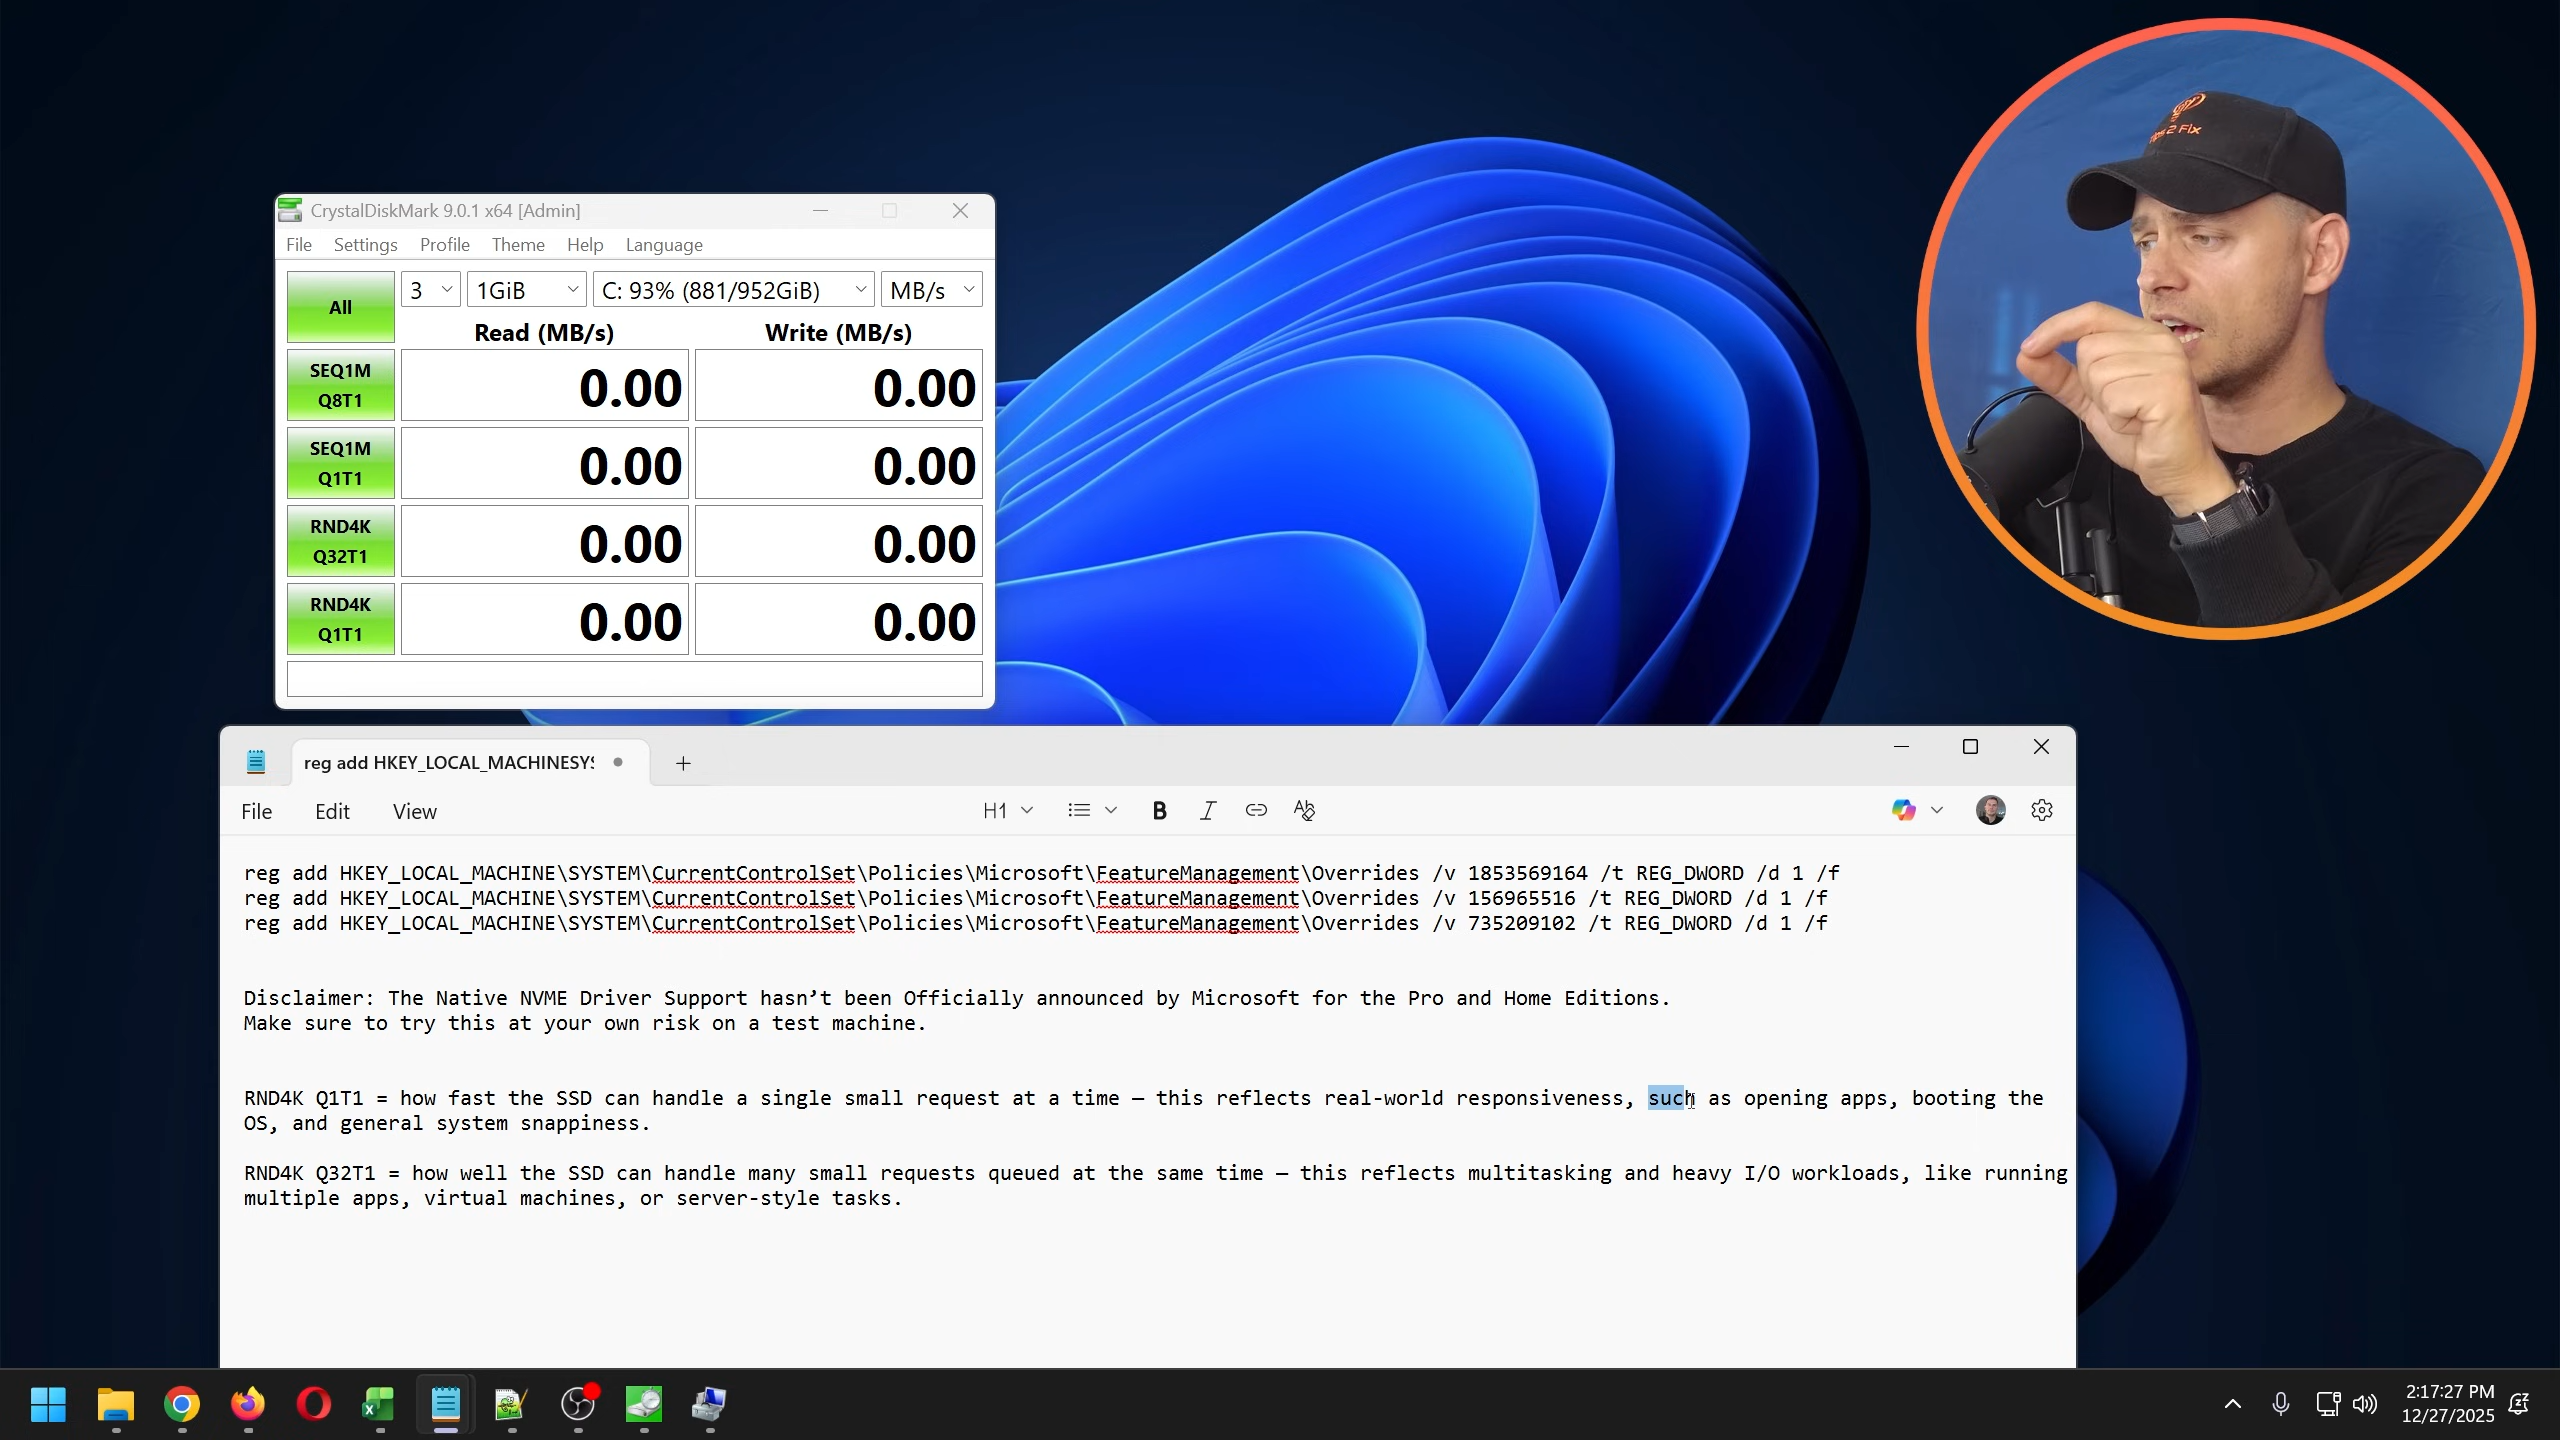 CrystalDiskMark 9.0.1 x64 [Admin]
File Settings Profile Theme Help Language
All
3
1GiB
C: 93% (881/952GiB)
MB/s
Read (MB/s)
Write (MB/s)
SEQ1M
Q8T1
0.00
0.00
SEQ1M
Q1T1
0.00
0.00
RND4K
Q32T1
0.00
0.00
RND4K
Q1T1
0.00
0.00
2 Fix
reg add HKEY_LOCAL_MACHINESYS
File Edit View
H1
reg add HKEY_LOCAL_MACHINE\SYSTEM\CurrentControlSet\Policies\Microsoft\FeatureManagement\Overrides /v 1853569164 /t REG_DWORD /d 1 /f
reg add HKEY_LOCAL_MACHINE\SYSTEM\CurrentControlSet\Policies\Microsoft\FeatureManagement\Overrides /v 156965516 /t REG_DWORD /d 1 /f
reg add HKEY_LOCAL_MACHINE\SYSTEM\CurrentControlSet\Policies\Microsoft\FeatureManagement\Overrides /v 735209102 /t REG_DWORD /d 1 /f
Disclaimer: The Native NVME Driver Support hasn’t been Officially announced by Microsoft for the Pro and Home Editions.
Make sure to try this at your own risk on a test machine.
RND4K Q1T1 = how fast the SSD can handle a single small request at a time – this reflects real-world responsiveness, such as opening apps, booting the
OS, and general system snappiness.
RND4K Q32T1 = how well the SSD can handle many small requests queued at the same time – this reflects multitasking and heavy I/O workloads, like running
multiple apps, virtual machines, or server-style tasks.
2:17:27 PM
12/27/2025